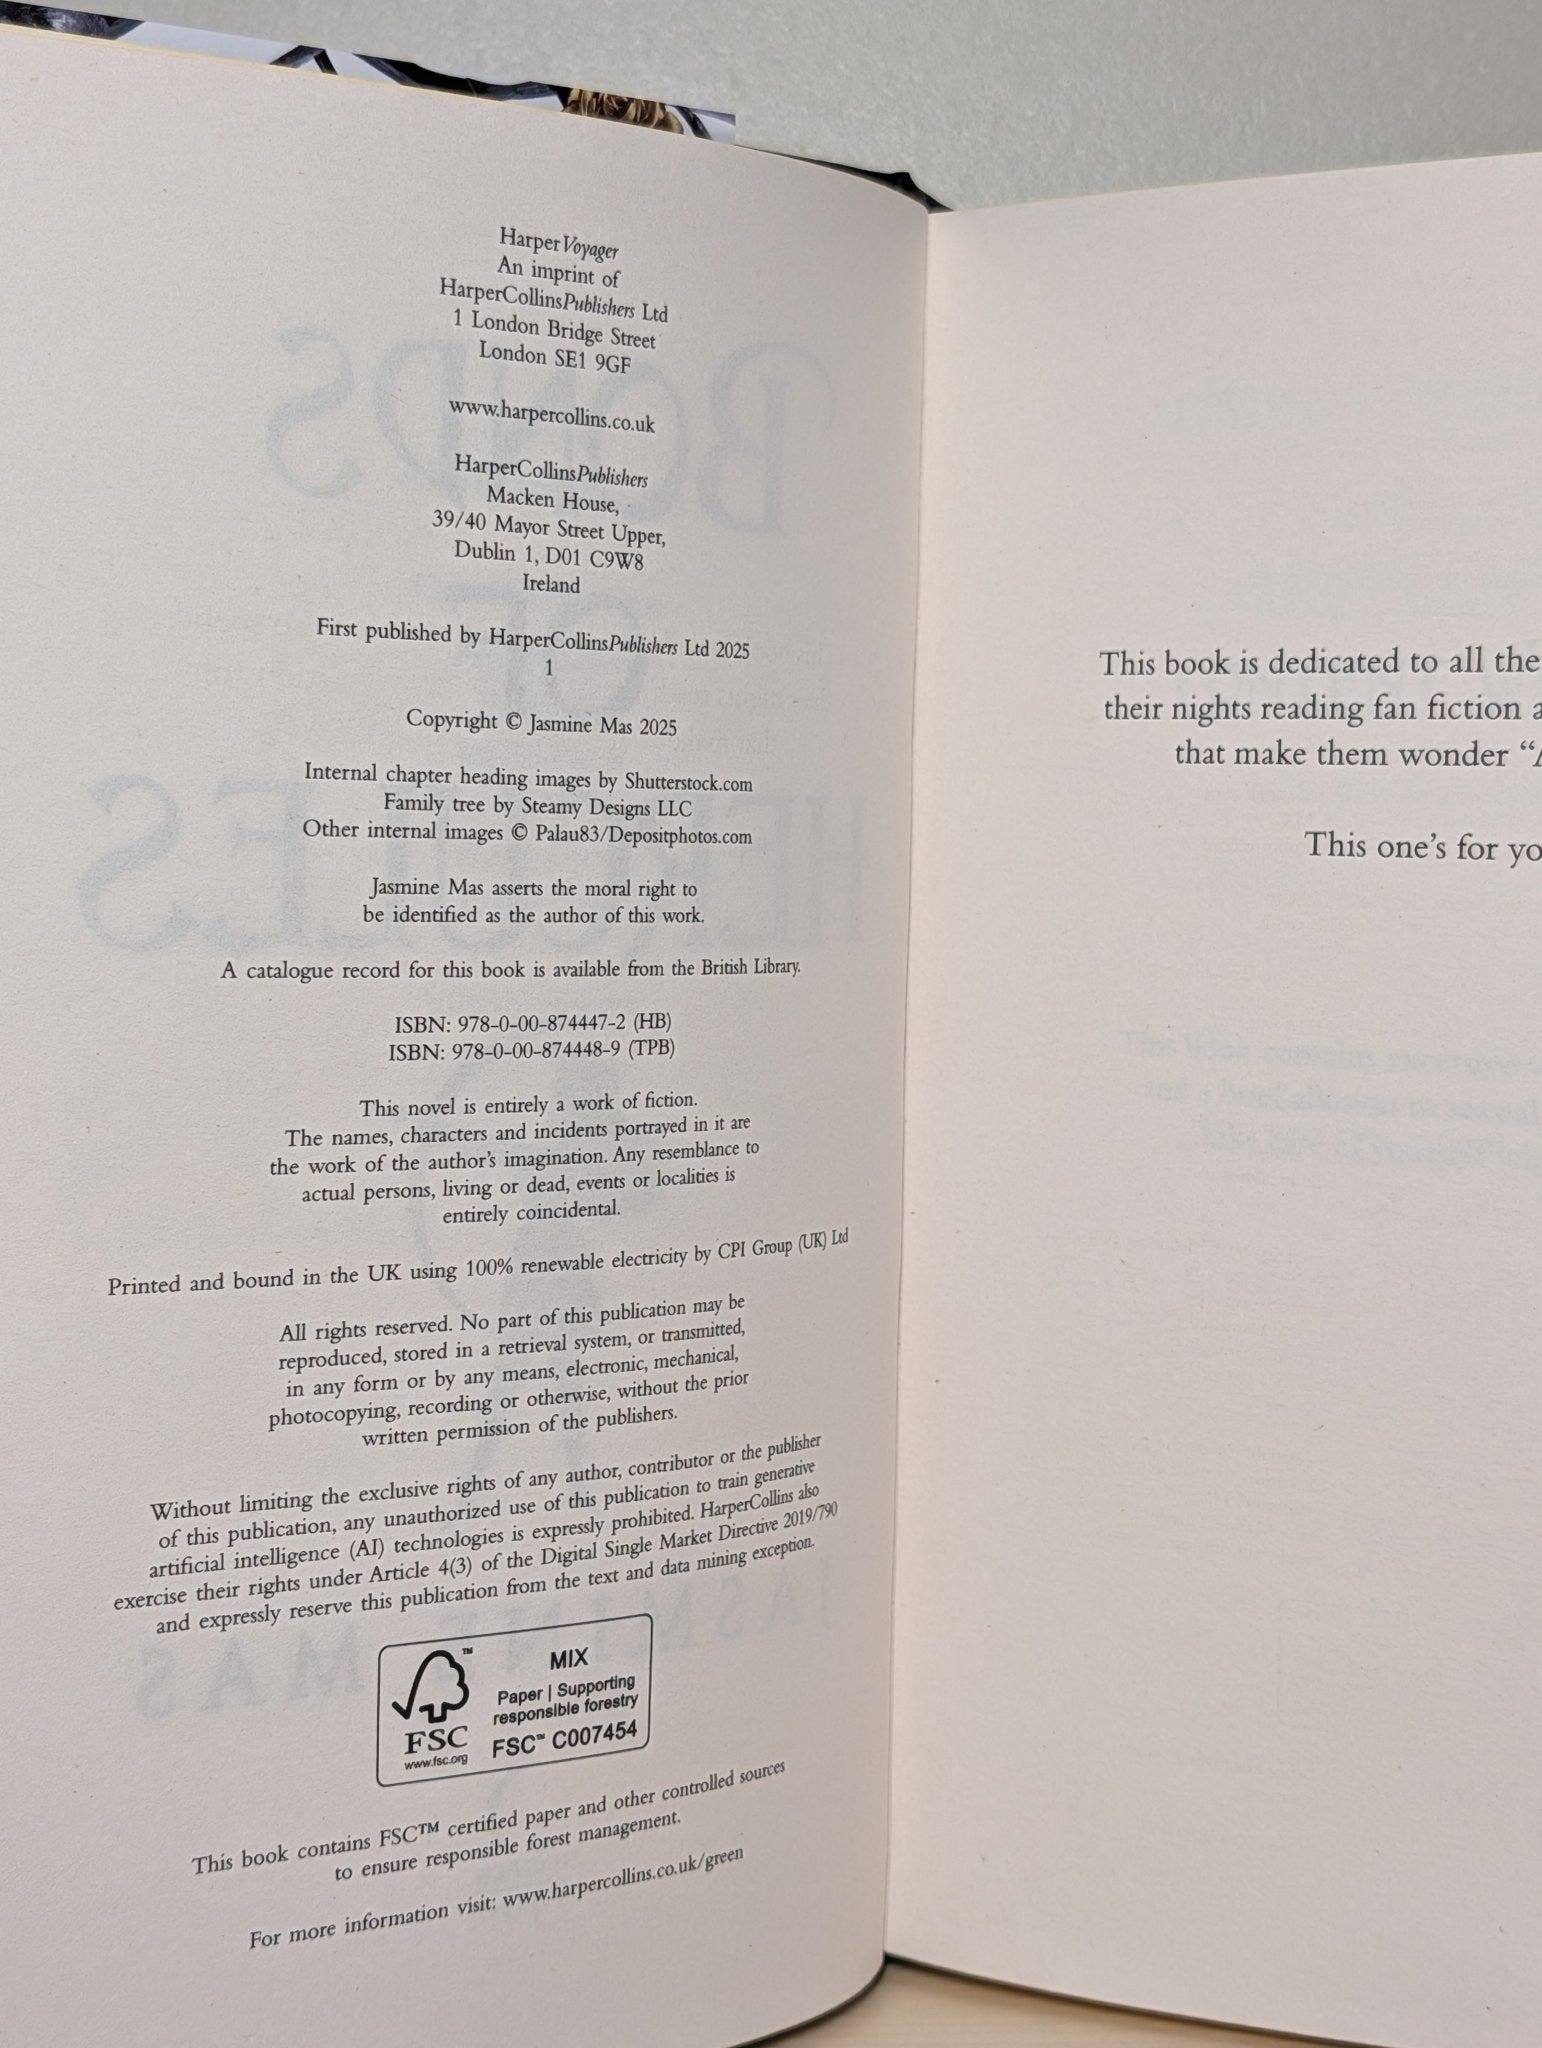 HarperVoyager
An imprint of
HarperCollinsPublishers Ltd
1 London Bridge Street
London SE1 9GF
www.harpercollins.co.uk
HarperCollinsPublishers
Macken House,
39/40 Mayor Street Upper,
Dublin 1, D01 C9W8
Ireland
First published by HarperCollinsPublishers Ltd 2025
1
Copyright © Jasmine Mas 2025
Internal chapter heading images by Shutterstock.com
Family tree by Steamy Designs LLC
Other internal images © Palau83/Depositphotos.com
Jasmine Mas asserts the moral right to
be identified as the author of this work.
A catalogue record for this book is available from the British Library.
ISBN: 978-0-00-874447-2 (HB)
ISBN: 978-0-00-874448-9 (TPB)
This novel is entirely a work of fiction.
The names, characters and incidents portrayed in it are
the work of the author's imagination. Any resemblance to
actual persons, living or dead, events or localities is
entirely coincidental.
Printed and bound in the UK using 100% renewable electricity by CPI Group (UK) Ltd
All rights reserved. No part of this publication may be
reproduced, stored in a retrieval system, or transmitted,
in any form or by any means, electronic, mechanical,
photocopying, recording or otherwise, without the prior
written permission of the publishers.
Without limiting the exclusive rights of any author, contributor or the publisher
of this publication, any unauthorized use of this publication to train generative
artificial intelligence (AI) technologies is expressly prohibited. HarperCollins also
exercise their rights under Article 4(3) of the Digital Single Market Directive 2019/790
and expressly reserve this publication from the text and data mining exception.
FSC™
www.fsc.org
MIX
Paper | Supporting
responsible forestry
FSC™ C007454
This book contains FSC™ certified paper and other controlled sources
to ensure responsible forest management.
For more information visit: www.harpercollins.co.uk/green
This book is dedicated to all the
their nights reading fan fiction
that make them wonder “
This one's for